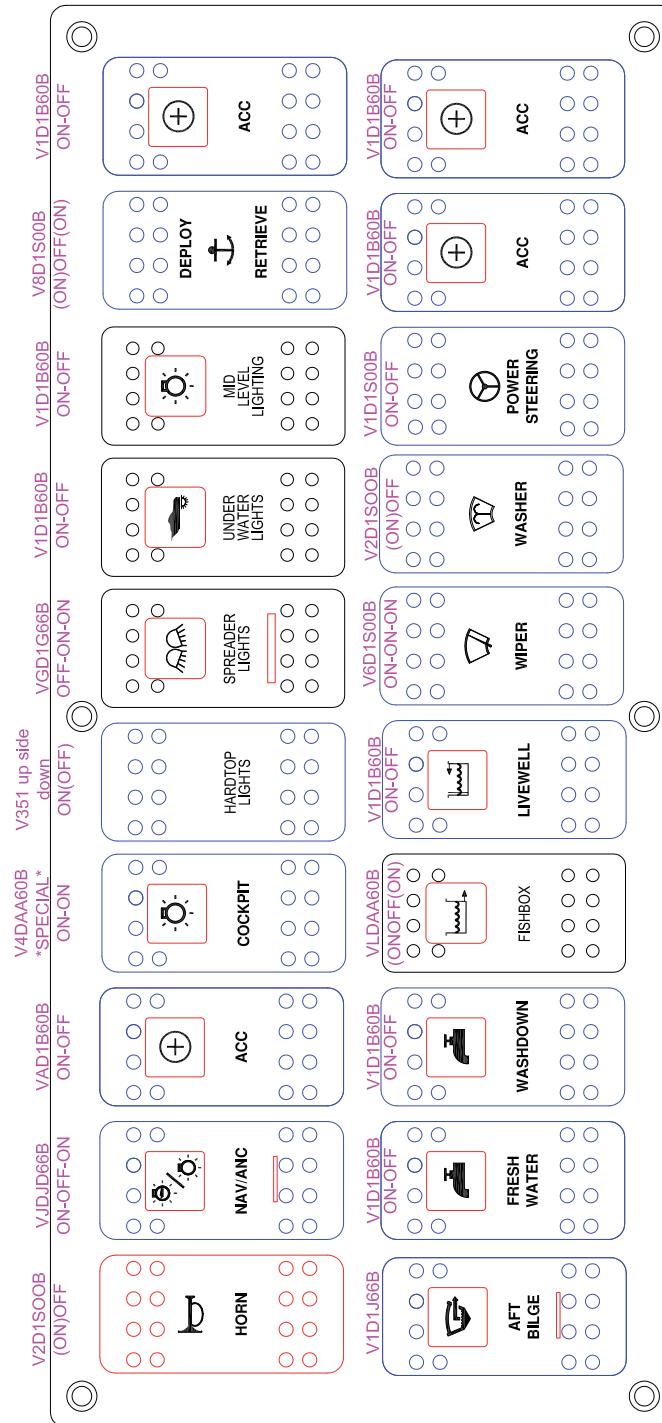 V2D1SOOB
(ON)OFF
HORN
VJDJD66B
ON-OFF-ON
NAV/ANC
VAD1B60B
ON-OFF
ACC
V4DAA60B
*SPECIAL*
ON-ON
COCKPIT
V351 up side
down
ON(OFF)
HARDTOP
LIGHTS
VGD1G66B
OFF-ON-ON
SPREADER
LIGHTS
V1D1B60B
ON-OFF
UNDER
WATER
LIGHTS
V1D1B60B
ON-OFF
MID
LEVEL
LIGHTING
V8D1S00B
(ON)OFF(ON)
DEPLOY
RETRIEVE
V1D1B60B
ON-OFF
ACC
V1D1J66B
AFT
BILGE
V1D1B60B
ON-OFF
FRESH
WATER
V1D1B60B
ON-OFF
WASHDOWN
VLDAA60B
(ONOFF(ON)
FISHBOX
V1D1B60B
ON-OFF
LIVEWELL
V6D1S00B
ON-ON-ON
WIPER
V2D1SOOB
(ON)OFF
WASHER
V1D1S00B
ON-OFF
POWER
STEERING
V1D1B60B
ON-OFF
ACC
V1D1B60B
ON-OFF
ACC